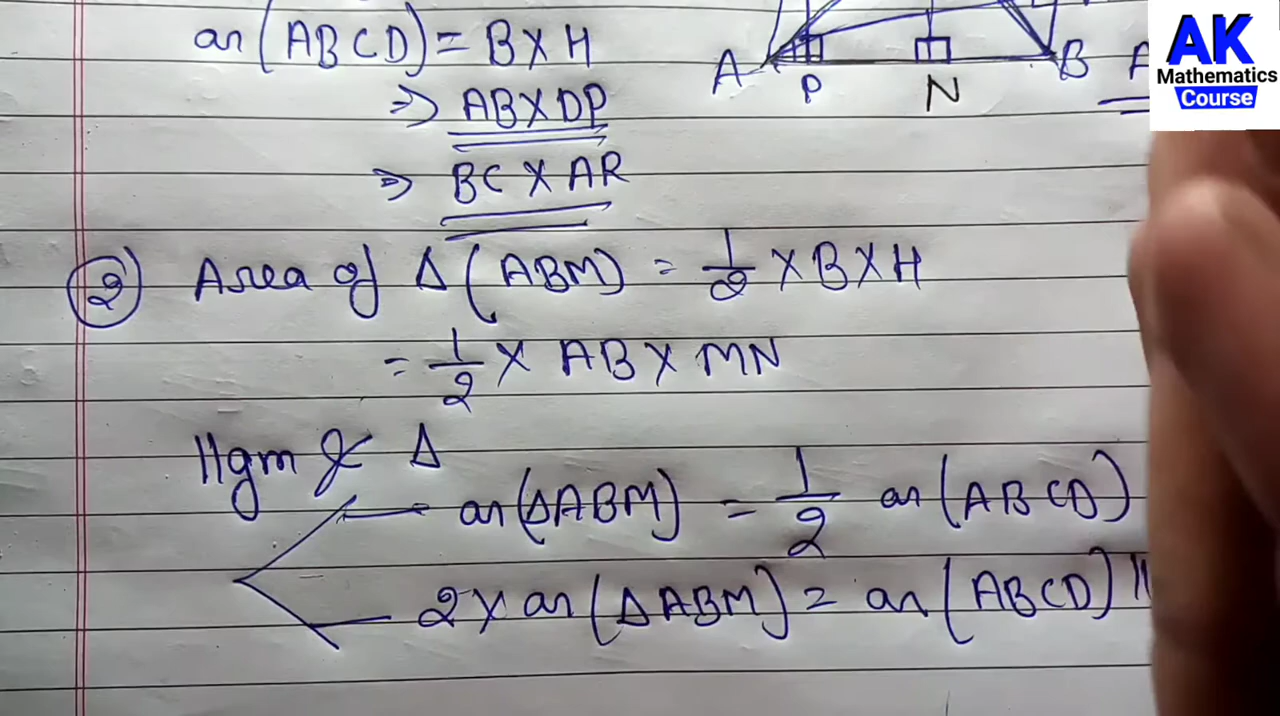 ar(ABCD) = B×H
⇒ AB×DP
⇒ BC × AR
A P N B
② Area of Δ(ABM) = 1/2 × B × H
= 1/2 × AB × MN
||gm & Δ
ar(ΔABM) = 1/2 ar(ABCD)
2 × ar(ΔABM) = ar(ABCD) ||
AK
Mathematics
Course